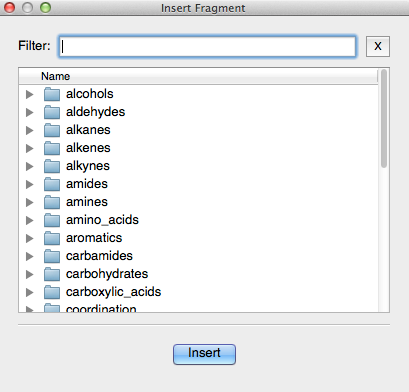 Insert Fragment
Filter: X
Name
alcohols
aldehydes
alkanes
alkenes
alkynes
amides
amines
amino_acids
aromatics
carbamides
carbohydrates
carboxylic_acids
coordination
Insert